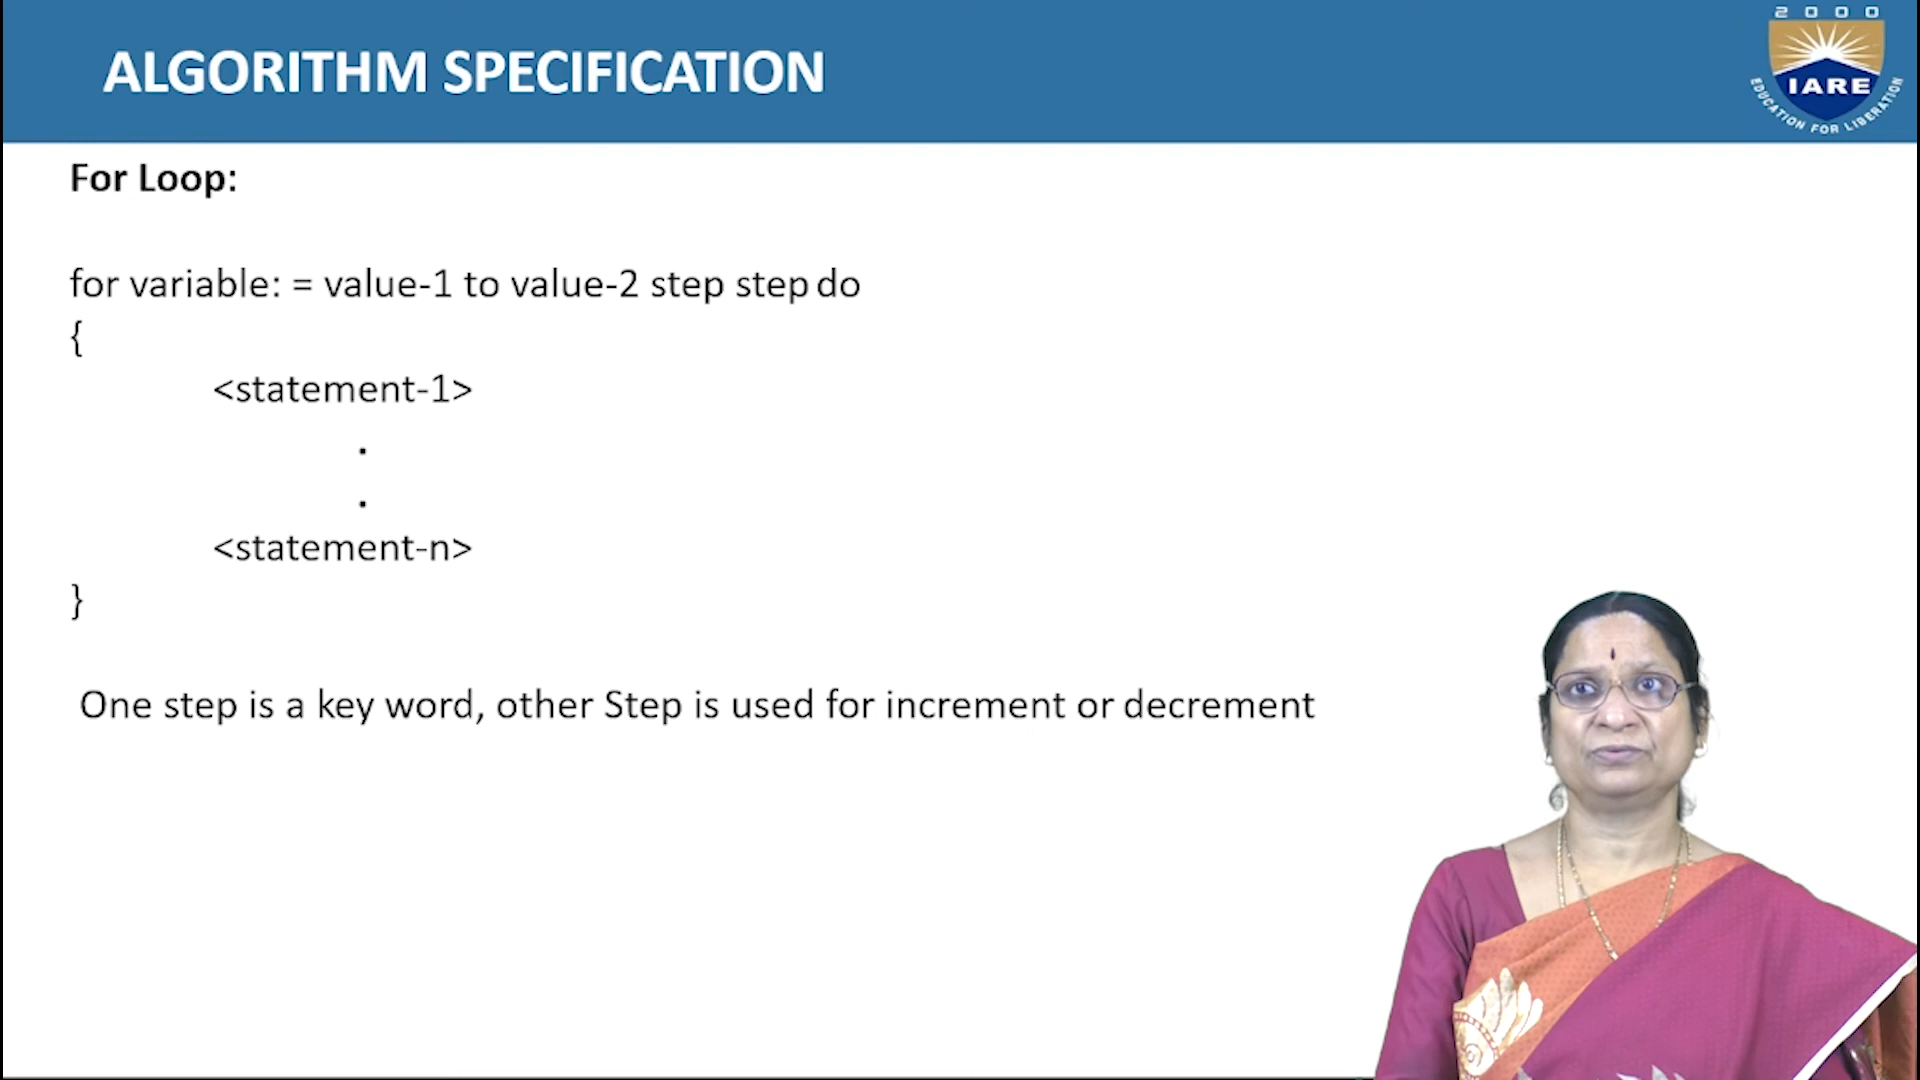 ALGORITHM SPECIFICATION
2000
IARE
EDUCATION FOR LIBERATION
For Loop:
for variable: = value-1 to value-2 step step do
{
<statement-1>
.
.
<statement-n>
}
One step is a key word, other Step is used for increment or decrement